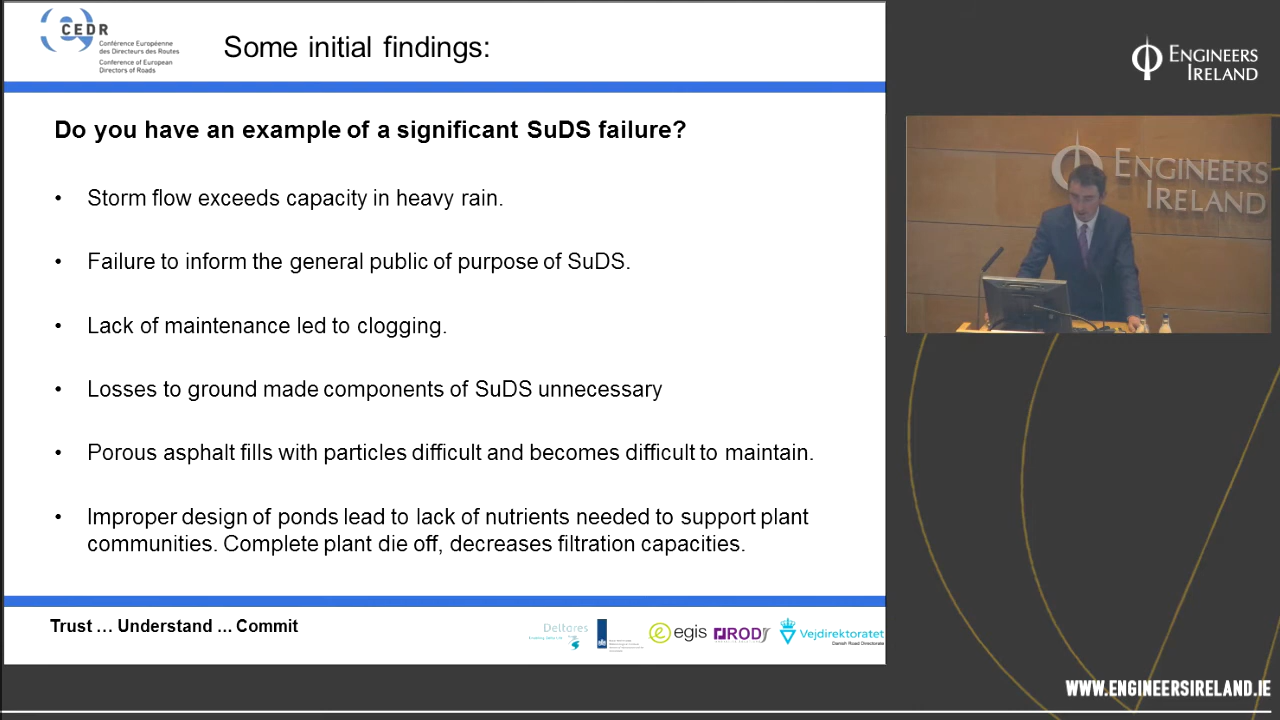 CEDR
Conférence Européenne
des Directeurs des Routes
Conference of European
Directors of Roads
Some initial findings:
Do you have an example of a significant SuDS failure?
• Storm flow exceeds capacity in heavy rain.
• Failure to inform the general public of purpose of SuDS.
• Lack of maintenance led to clogging.
• Losses to ground made components of SuDS unnecessary
• Porous asphalt fills with particles difficult and becomes difficult to maintain.
• Improper design of ponds lead to lack of nutrients needed to support plant
communities. Complete plant die off, decreases filtration capacities.
Trust ... Understand ... Commit
Deltares
egis
ROD
Vejdirektoratet
Danish Road Directorate
ENGINEERS
IRELAND
ENGINEERS
IRELAND
WWW.ENGINEERSIRELAND.IE